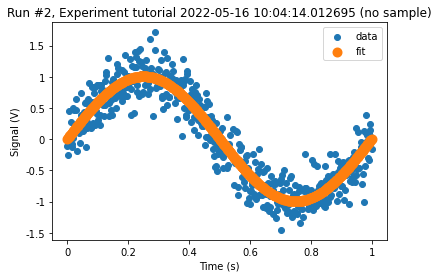 Run #2, Experiment tutorial 2022-05-16 10:04:14.012695 (no sample)
data
fit
Signal (V)
1.5
1
0.5
0
-0.5
-1
-1.5
0
0.2
0.4
0.6
0.8
1
Time (s)